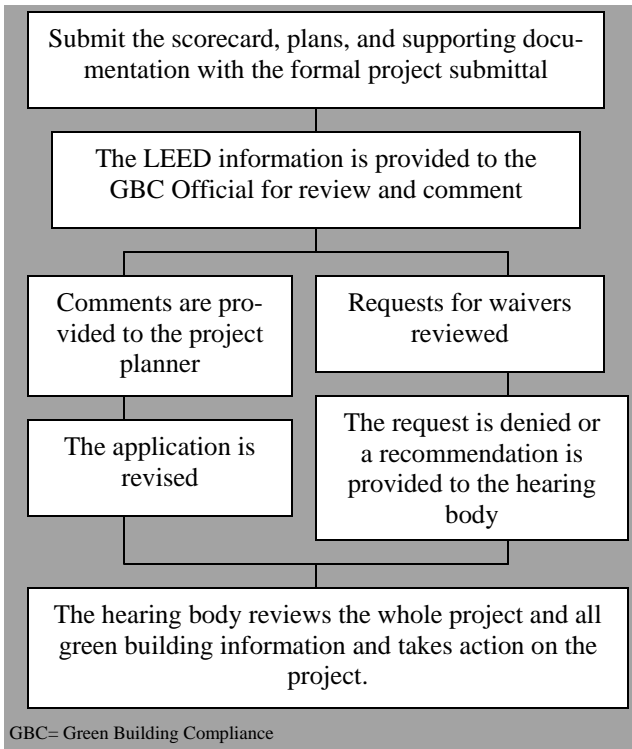 Submit the scorecard, plans, and supporting docu-
mentation with the formal project submittal
The LEED information is provided to the
GBC Official for review and comment
Comments are pro-
vided to the project
planner
The application is
revised
Requests for waivers
reviewed
The request is denied or
a recommendation is
provided to the hearing
body
The hearing body reviews the whole project and all
green building information and takes action on the
project.
GBC= Green Building Compliance